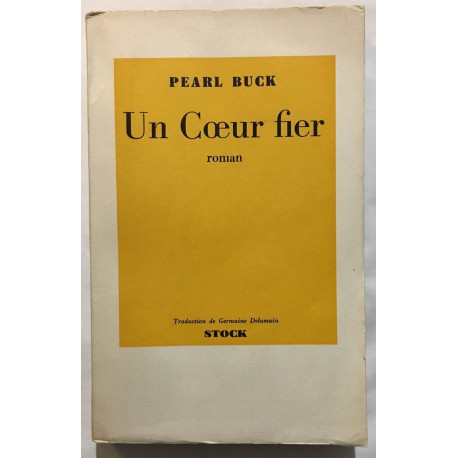 PEARL BUCK
Un Cœur fier
roman
Traduction de Germaine Delamain
STOCK